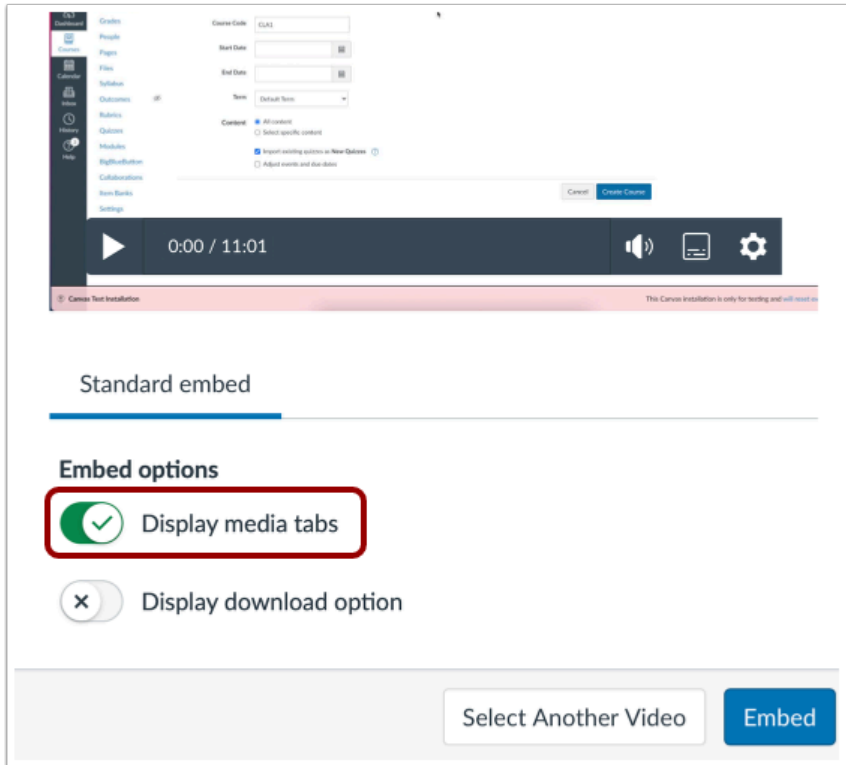 Dashboard
Courses
Calendar
Inbox
History
Help
Grades
People
Pages
Files
Syllabus
Outcomes
Rubrics
Quizzes
Modules
BigBlueButton
Collaborations
Item Banks
Settings
Course Code CLK1
Start Date
End Date
Term Default Term
Content All content
Select specific content
Import existing quizzes as New Quizzes
Adjust events and due dates
Cancel Create Course
0:00 / 11:01
Canvas Test Installation
This Canvas installation is only for testing and will reset
Standard embed
Embed options
Display media tabs
Display download option
Select Another Video Embed